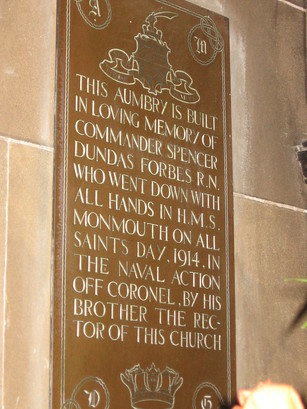 A M
THIS AUMBRY IS BUILT
IN LOVING MEMORY OF
COMMANDER SPENCER
DUNDAS FORBES R.N.
WHO WENT DOWN WITH
ALL HANDS IN H.M.S.
MONMOUTH ON ALL
SAINTS DAY, 1914, IN
THE NAVAL ACTION
OFF CORONEL, BY HIS
BROTHER THE REC-
TOR OF THIS CHURCH
D G